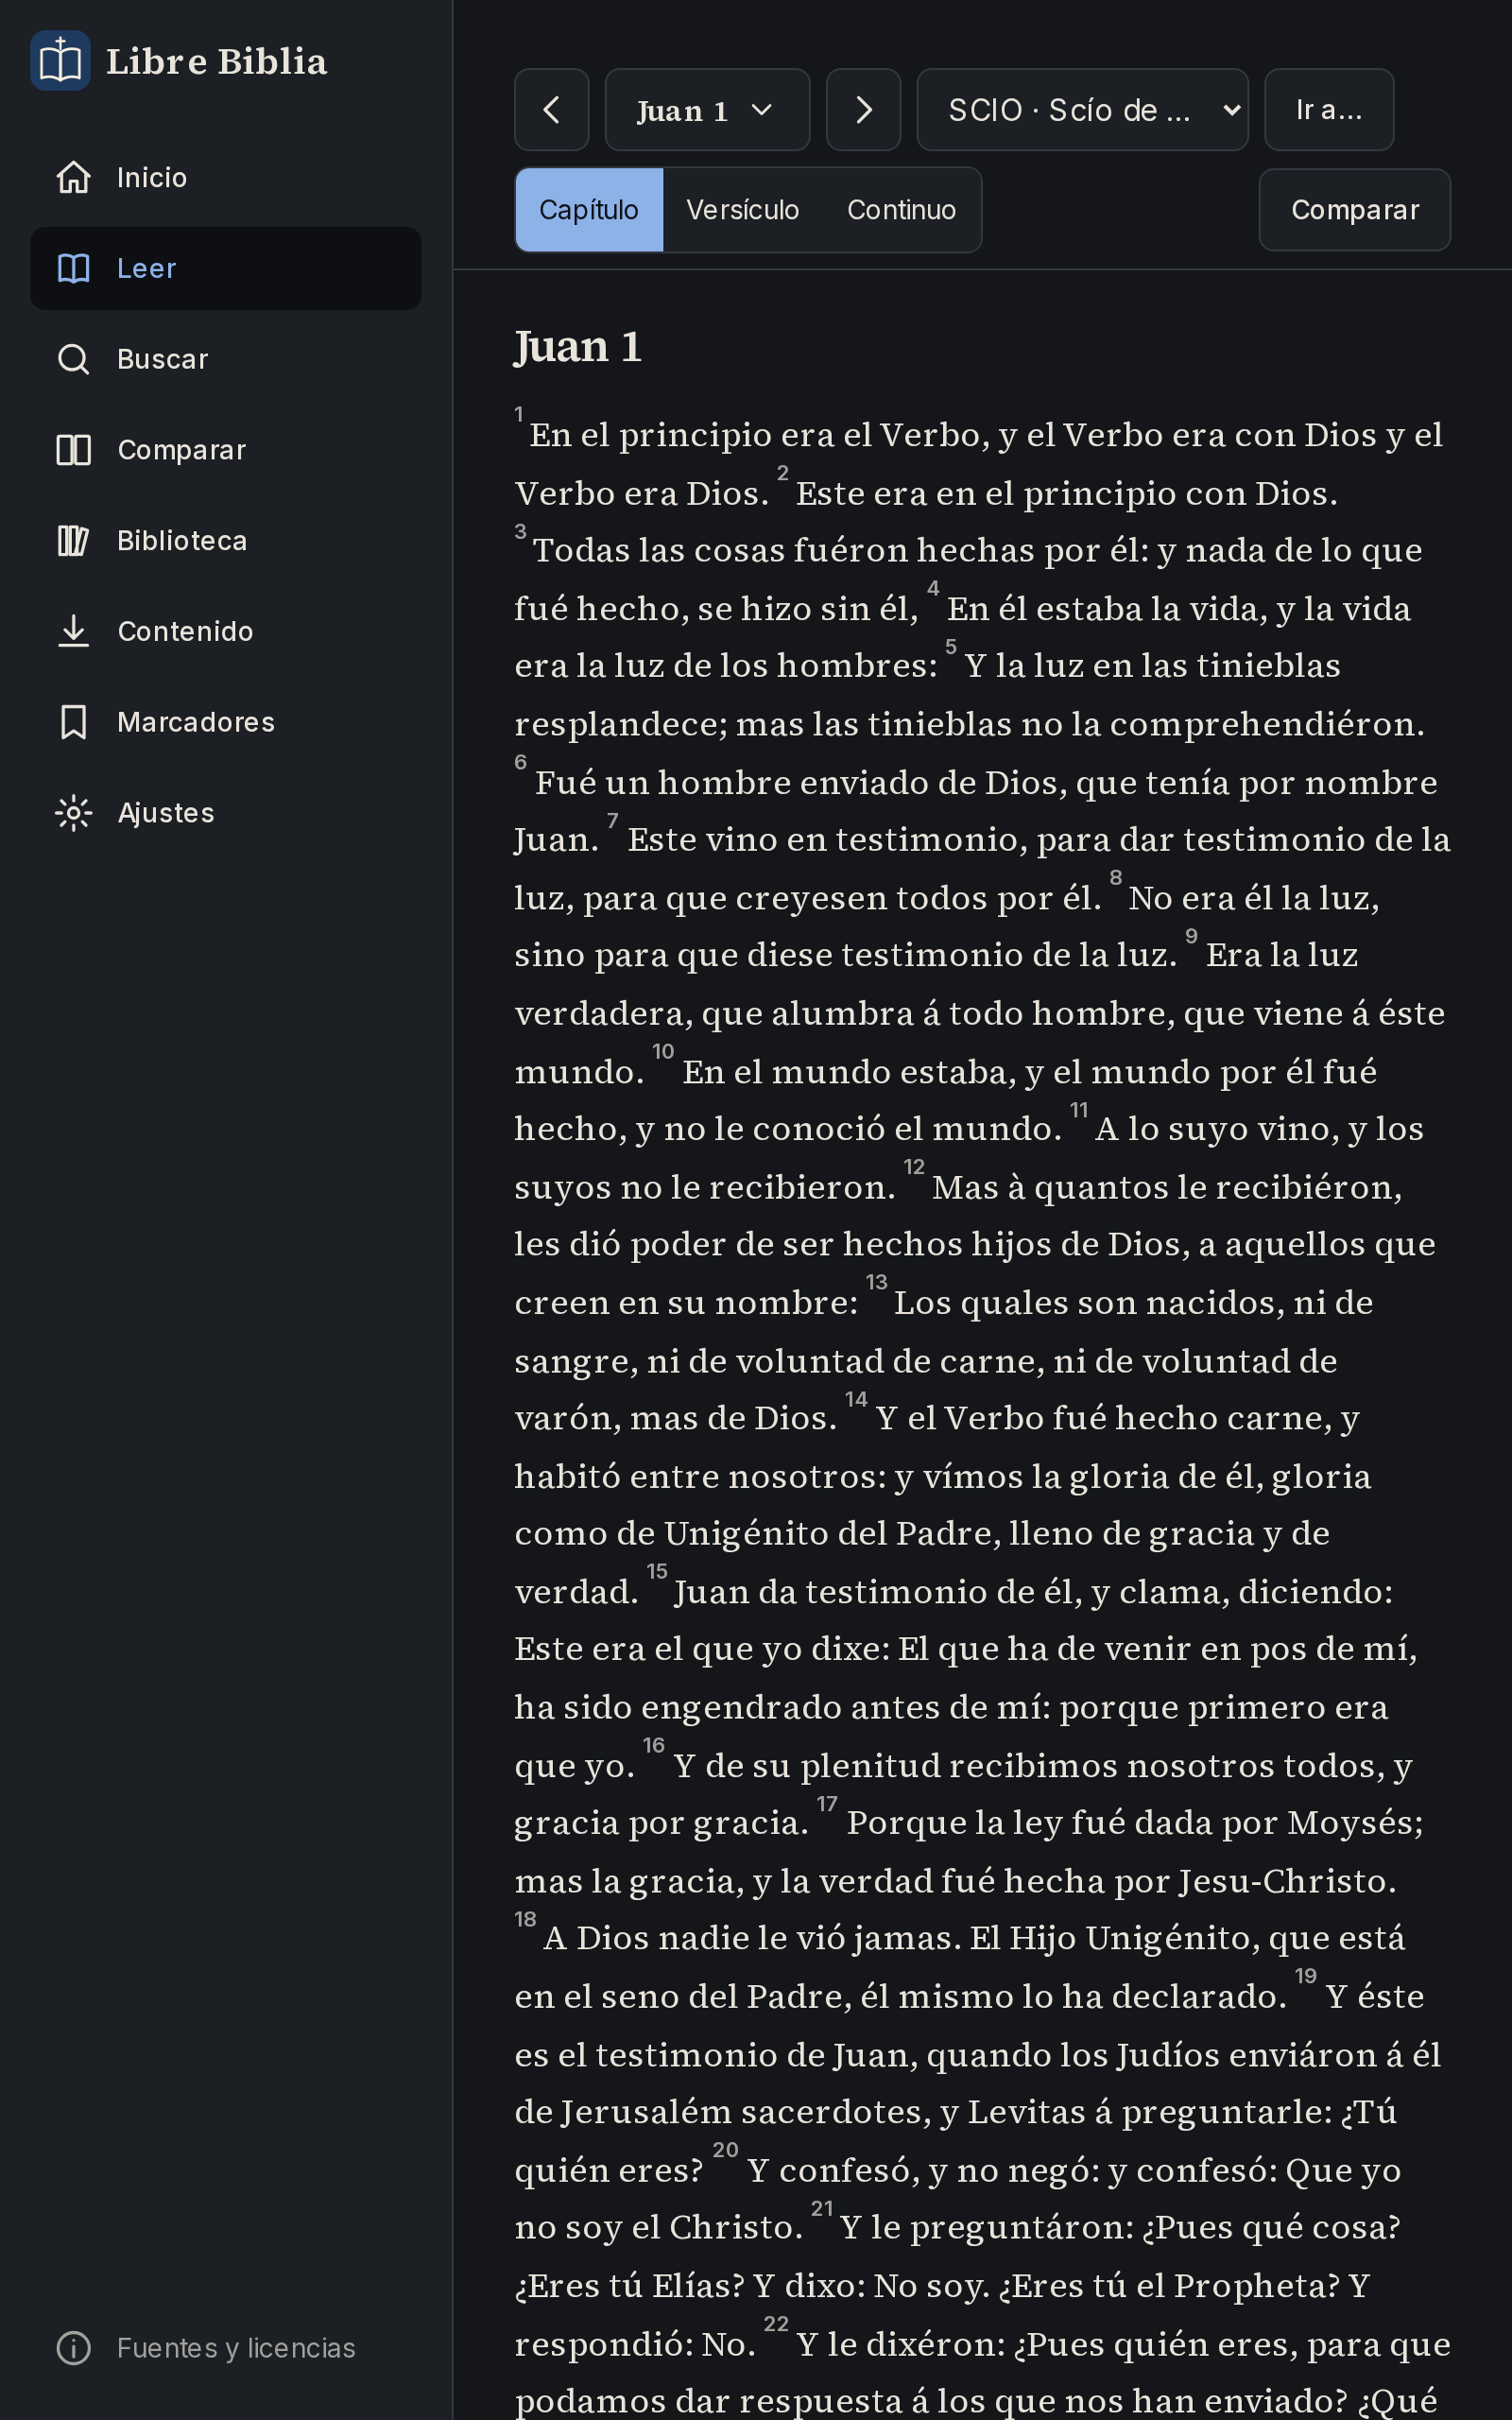 Libre Biblia
Inicio
Leer
Buscar
Comparar
Biblioteca
Contenido
Marcadores
Ajustes
Fuentes y licencias
Juan 1
SCIO · Scío de ...
Ir a...
Capítulo
Versículo
Continuo
Comparar
Juan 1
1 En el principio era el Verbo, y el Verbo era con Dios y el
Verbo era Dios. 2 Este era en el principio con Dios.
3 Todas las cosas fuéron hechas por él: y nada de lo que
fué hecho, se hizo sin él, 4 En él estaba la vida, y la vida
era la luz de los hombres: 5 Y la luz en las tinieblas
resplandece; mas las tinieblas no la comprehendiéron.
6 Fué un hombre enviado de Dios, que tenía por nombre
Juan. 7 Este vino en testimonio, para dar testimonio de la
luz, para que creyesen todos por él. 8 No era él la luz,
sino para que diese testimonio de la luz. 9 Era la luz
verdadera, que alumbra á todo hombre, que viene á éste
mundo. 10 En el mundo estaba, y el mundo por él fué
hecho, y no le conoció el mundo. 11 A lo suyo vino, y los
suyos no le recibieron. 12 Mas à quantos le recibiéron,
les dió poder de ser hechos hijos de Dios, a aquellos que
creen en su nombre: 13 Los quales son nacidos, ni de
sangre, ni de voluntad de carne, ni de voluntad de
varón, mas de Dios. 14 Y el Verbo fué hecho carne, y
habitó entre nosotros: y vímos la gloria de él, gloria
como de Unigénito del Padre, lleno de gracia y de
verdad. 15 Juan da testimonio de él, y clama, diciendo:
Este era el que yo dixe: El que ha de venir en pos de mí,
ha sido engendrado antes de mí: porque primero era
que yo. 16 Y de su plenitud recibimos nosotros todos, y
gracia por gracia. 17 Porque la ley fué dada por Moysés;
mas la gracia, y la verdad fué hecha por Jesu-Christo.
18 A Dios nadie le vió jamas. El Hijo Unigénito, que está
en el seno del Padre, él mismo lo ha declarado. 19 Y éste
es el testimonio de Juan, quando los Judíos enviáron á él
de Jerusalém sacerdotes, y Levitas á preguntarle: ¿Tú
quién eres? 20 Y confesó, y no negó: y confesó: Que yo
no soy el Christo. 21 Y le preguntáron: ¿Pues qué cosa?
¿Eres tú Elías? Y dixo: No soy. ¿Eres tú el Propheta? Y
respondió: No. 22 Y le dixéron: ¿Pues quién eres, para que
podamos dar respuesta á los que nos han enviado? ¿Qué